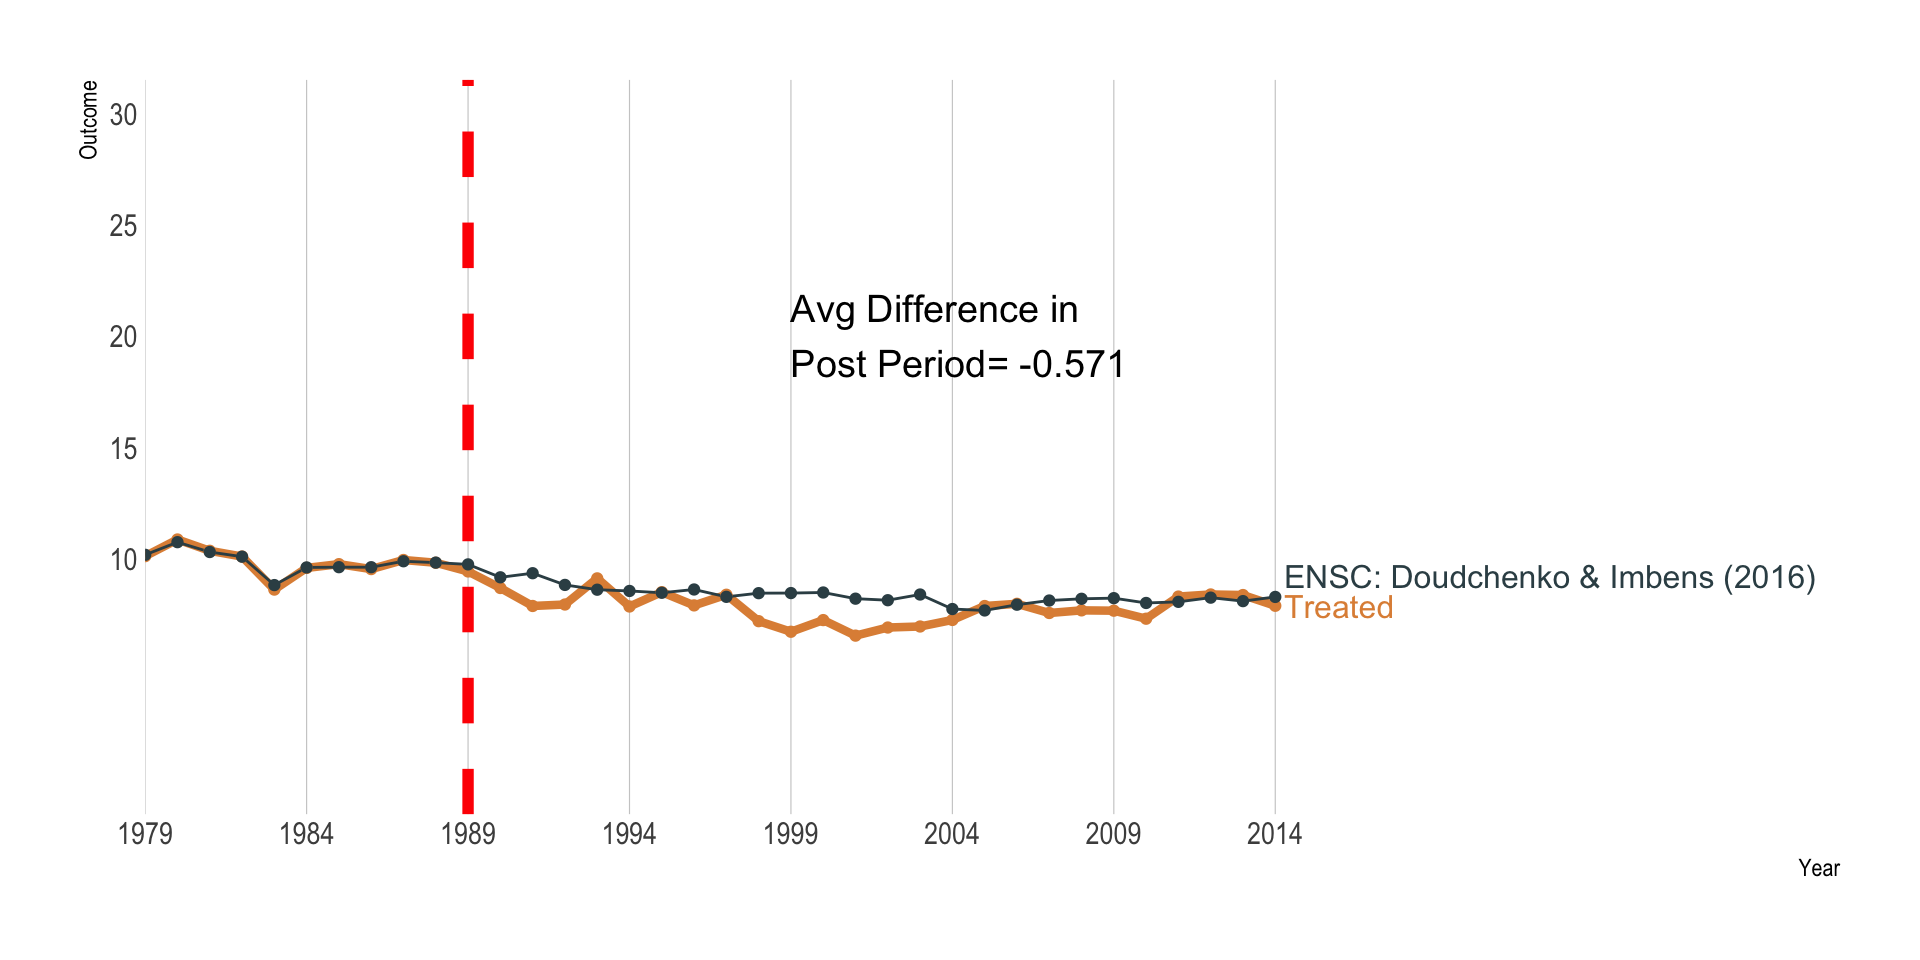 Outcome
30
25
20
15
10
Avg Difference in
Post Period= -0.571
ENSC: Doudchenko & Imbens (2016)
Treated
1979 1984 1989 1994 1999 2004 2009 2014
Year